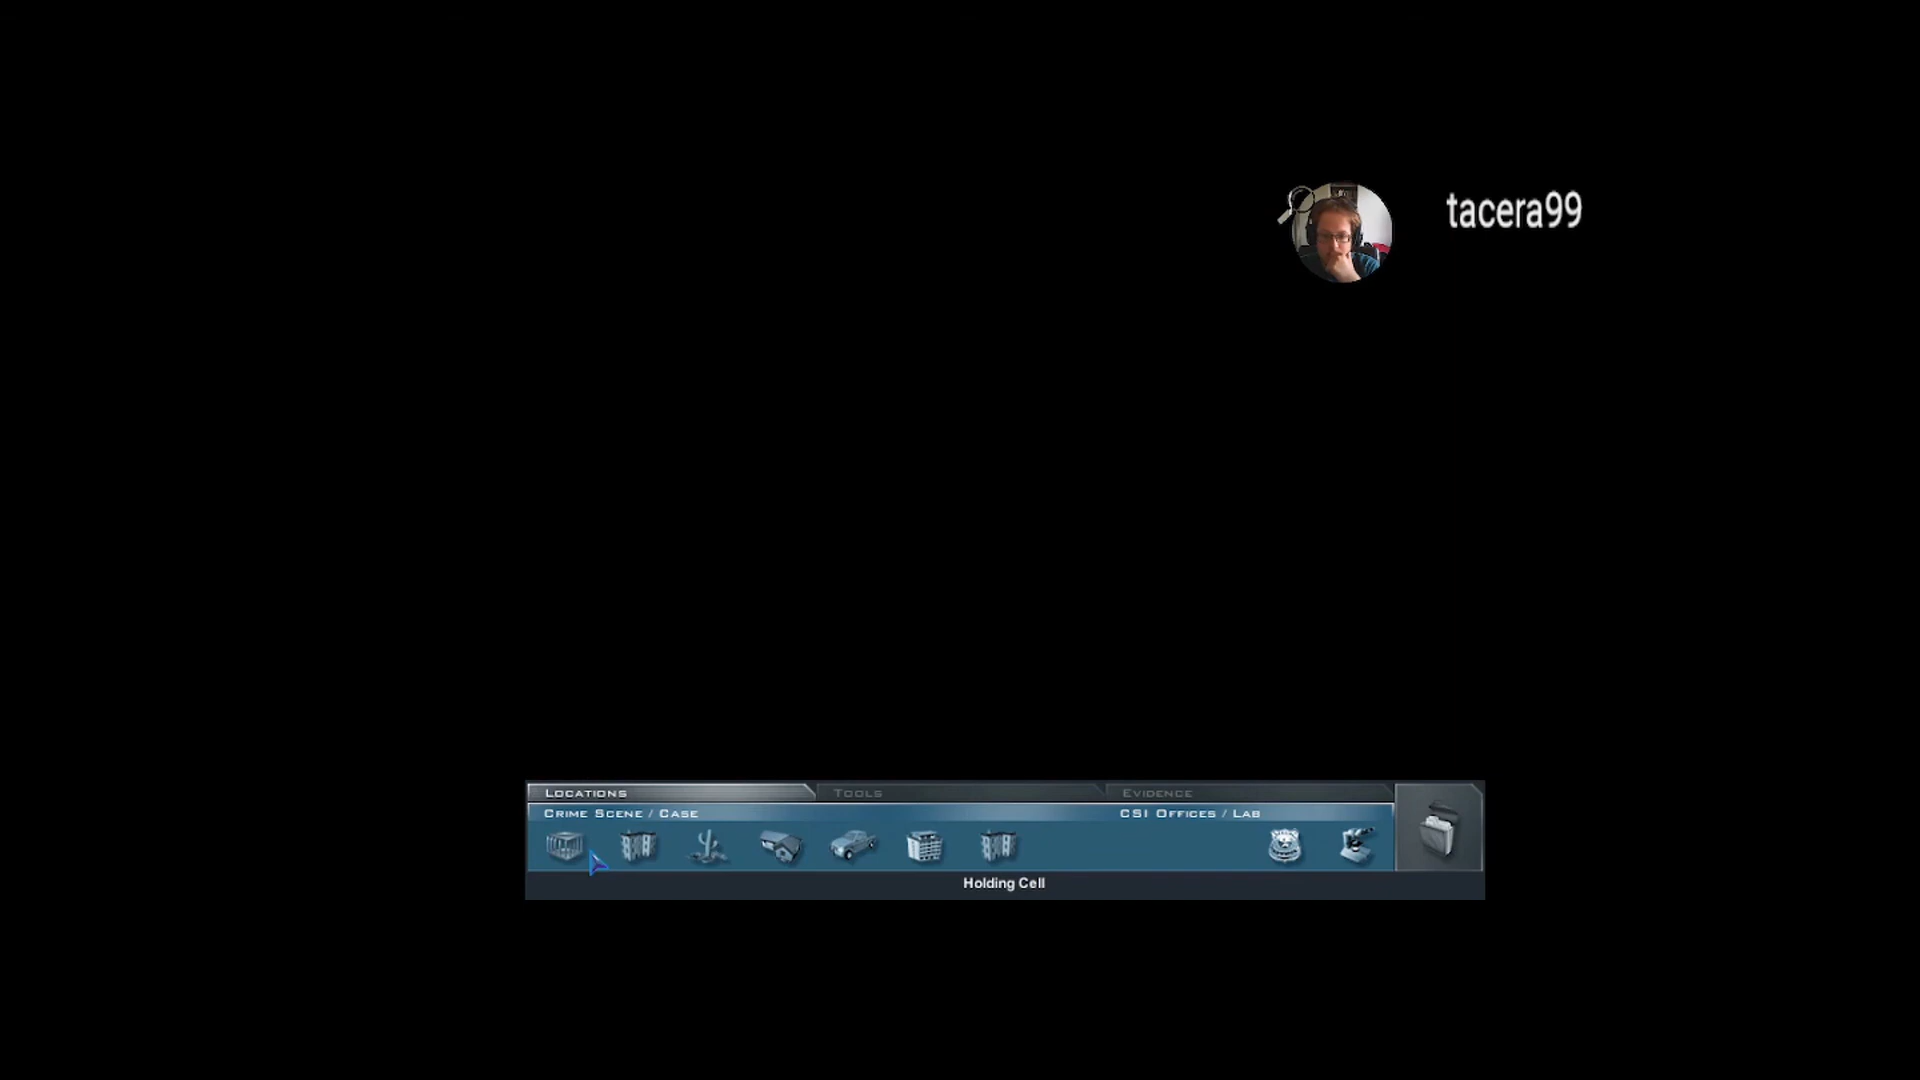 tacera99
Locations
Tools
Evidence
Crime Scene / Case
CSI Offices / Lab
Holding Cell